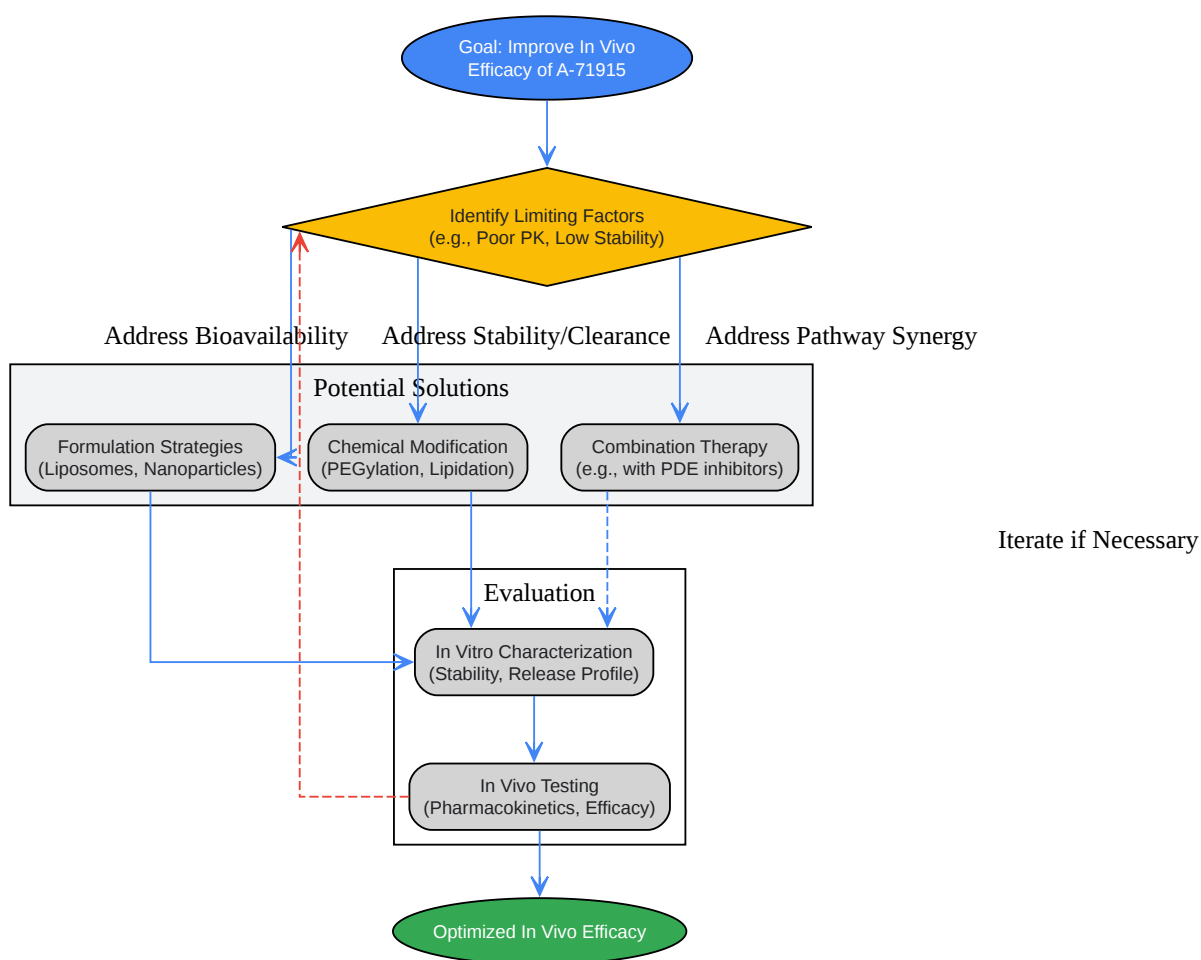 Goal: Improve In Vivo
Efficacy of A-71915
Identify Limiting Factors
(e.g., Poor PK, Low Stability)
Address Bioavailability
Address Stability/Clearance
Address Pathway Synergy
Potential Solutions
Formulation Strategies
(Liposomes, Nanoparticles)
Chemical Modification
(PEGylation, Lipidation)
Combination Therapy
(e.g., with PDE inhibitors)
Iterate if Necessary
Evaluation
In Vitro Characterization
(Stability, Release Profile)
In Vivo Testing
(Pharmacokinetics, Efficacy)
Optimized In Vivo Efficacy